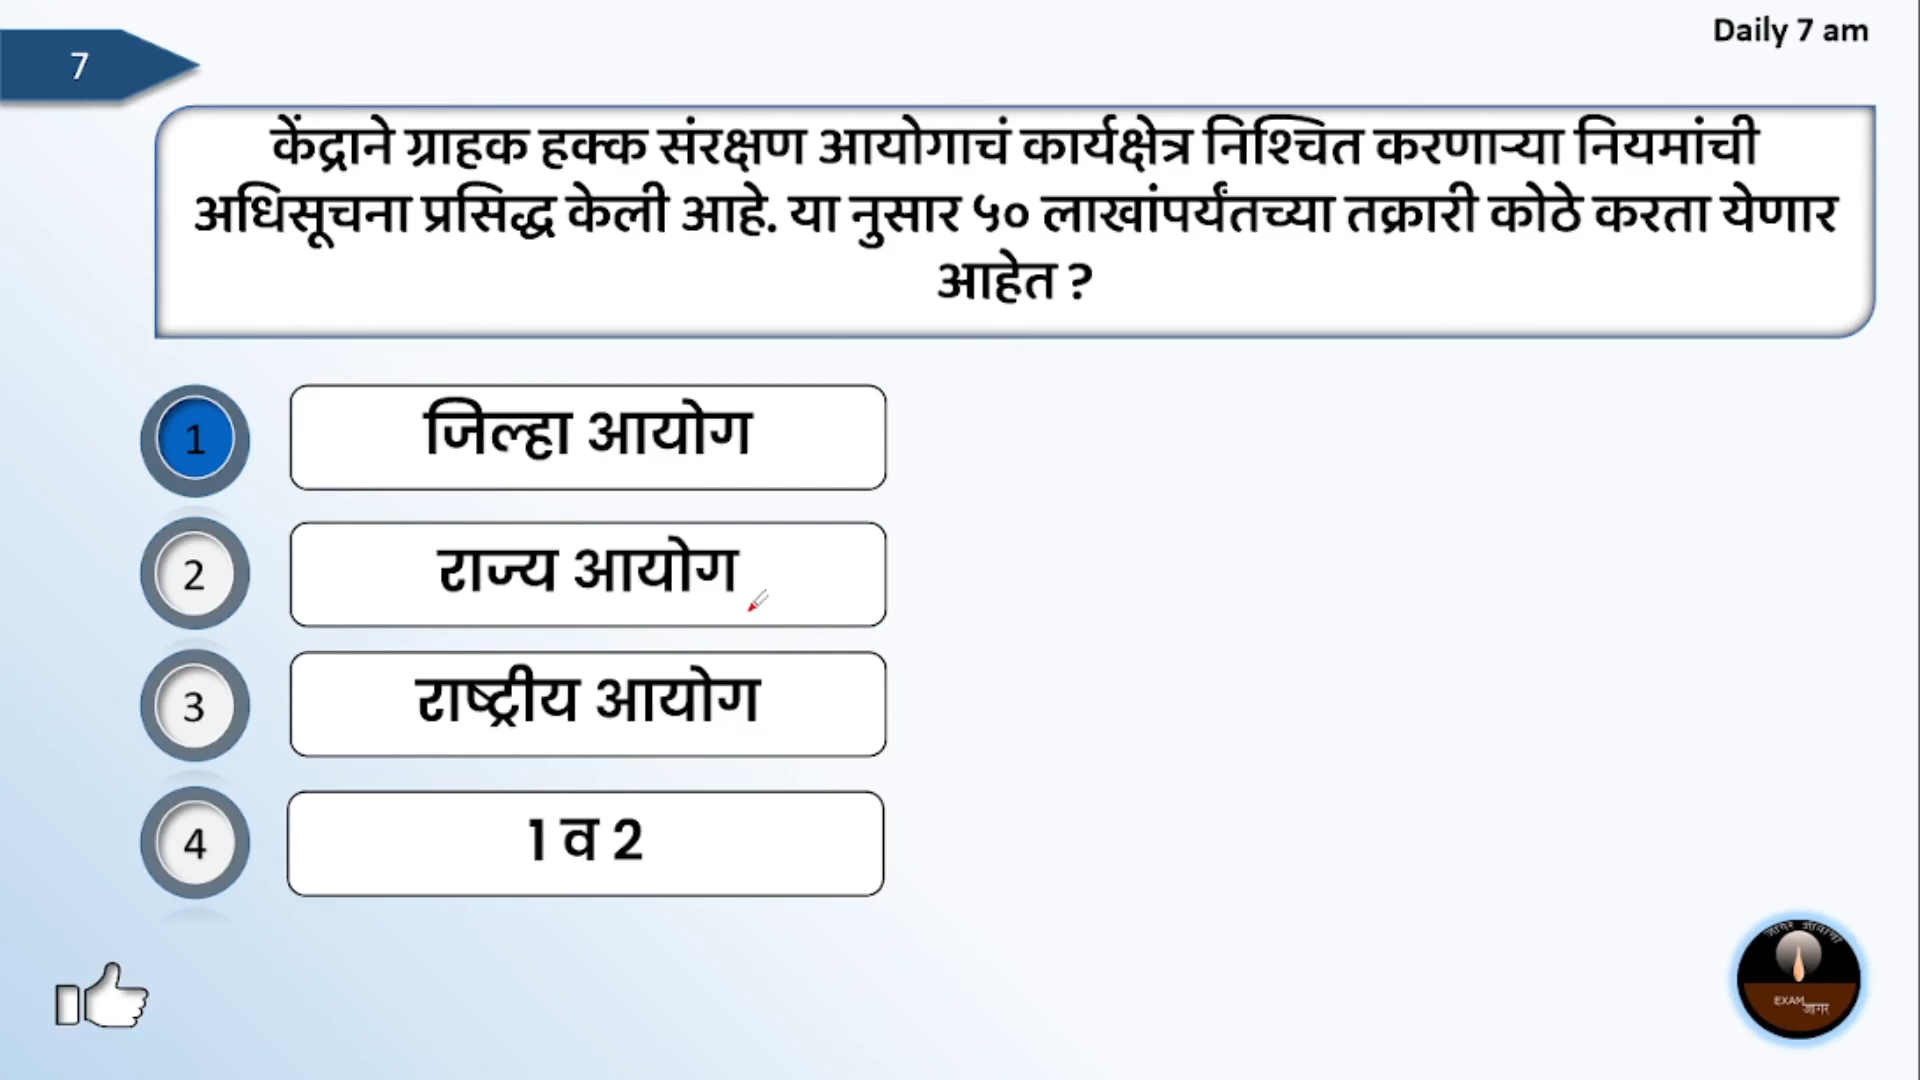 Daily 7 am
7
केंद्राने ग्राहक हक्क संरक्षण आयोगाचं कार्यक्षेत्र निश्चित करणाऱ्या नियमांची
अधिसूचना प्रसिद्ध केली आहे. या नुसार ५० लाखांपर्यंतच्या तक्रारी कोठे करता येणार
आहेत ?
1 जिल्हा आयोग
2 राज्य आयोग
3 राष्ट्रीय आयोग
4 1 व 2
EXAM
जागर